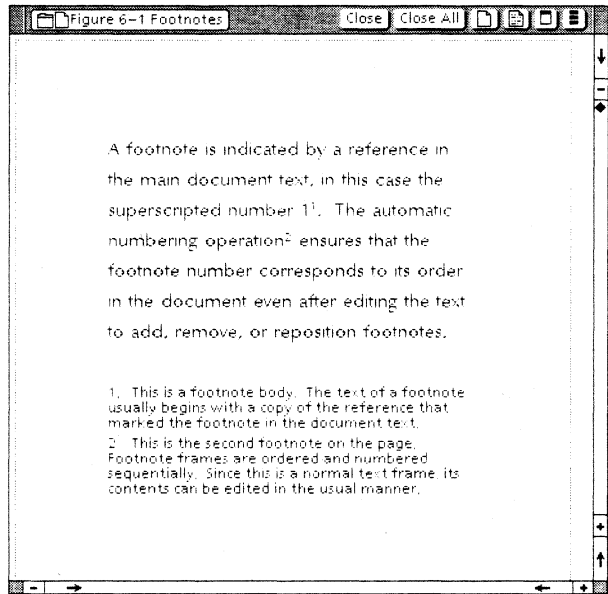 Figure 6–1 Footnotes
Close Close All
A footnote is indicated by a reference in
the main document text, in this case the
superscripted number 1¹. The automatic
numbering operation² ensures that the
footnote number corresponds to its order
in the document even after editing the text
to add, remove, or reposition footnotes.
1. This is a footnote body. The text of a footnote
usually begins with a copy of the reference that
marked the footnote in the document text.
2 This is the second footnote on the page.
Footnote frames are ordered and numbered
sequentially. Since this is a normal text frame, its
contents can be edited in the usual manner.